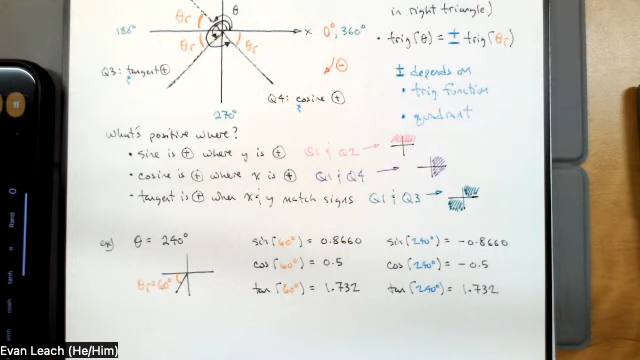 in right triangle)
θ
θr
x
0°, 360°
180°
θr
θr
• trig(θ) = ± trig(θr)
Q3: tangent ⊕
⊖
± depends on
• trig function
Q4: cosine ⊕
• quadrant
270°
What's positive where?
• sine is ⊕ where y is ⊕ Q1 & Q2 →
• cosine is ⊕ where x is ⊕ Q1 & Q4 →
• tangent is ⊕ when x & y match signs Q1 & Q3 →
ex) θ = 240° sin(60°) = 0.8660 sin(240°) = -0.8660
cos(60°) = 0.5 cos(240°) = -0.5
θr = 60° tan(60°) = 1.732 tan(240°) = 1.732
Rand
Evan Leach (He/Him)